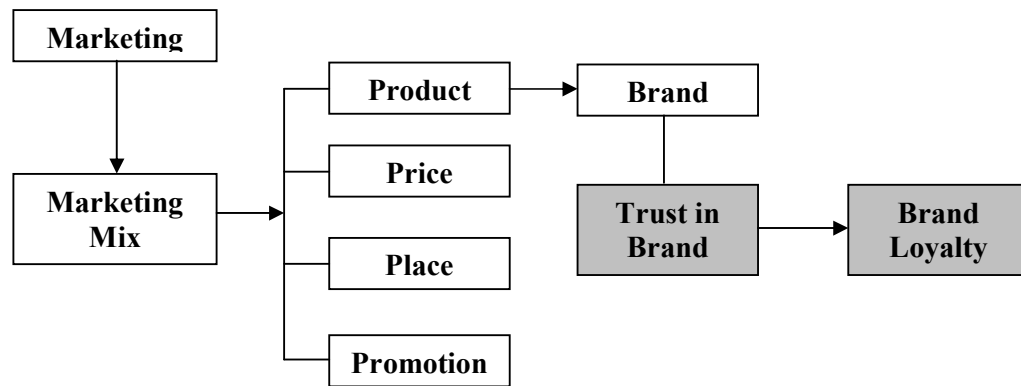 Marketing
Product
Brand
Price
Marketing
Mix
Trust in
Brand
Brand
Loyalty
Place
Promotion